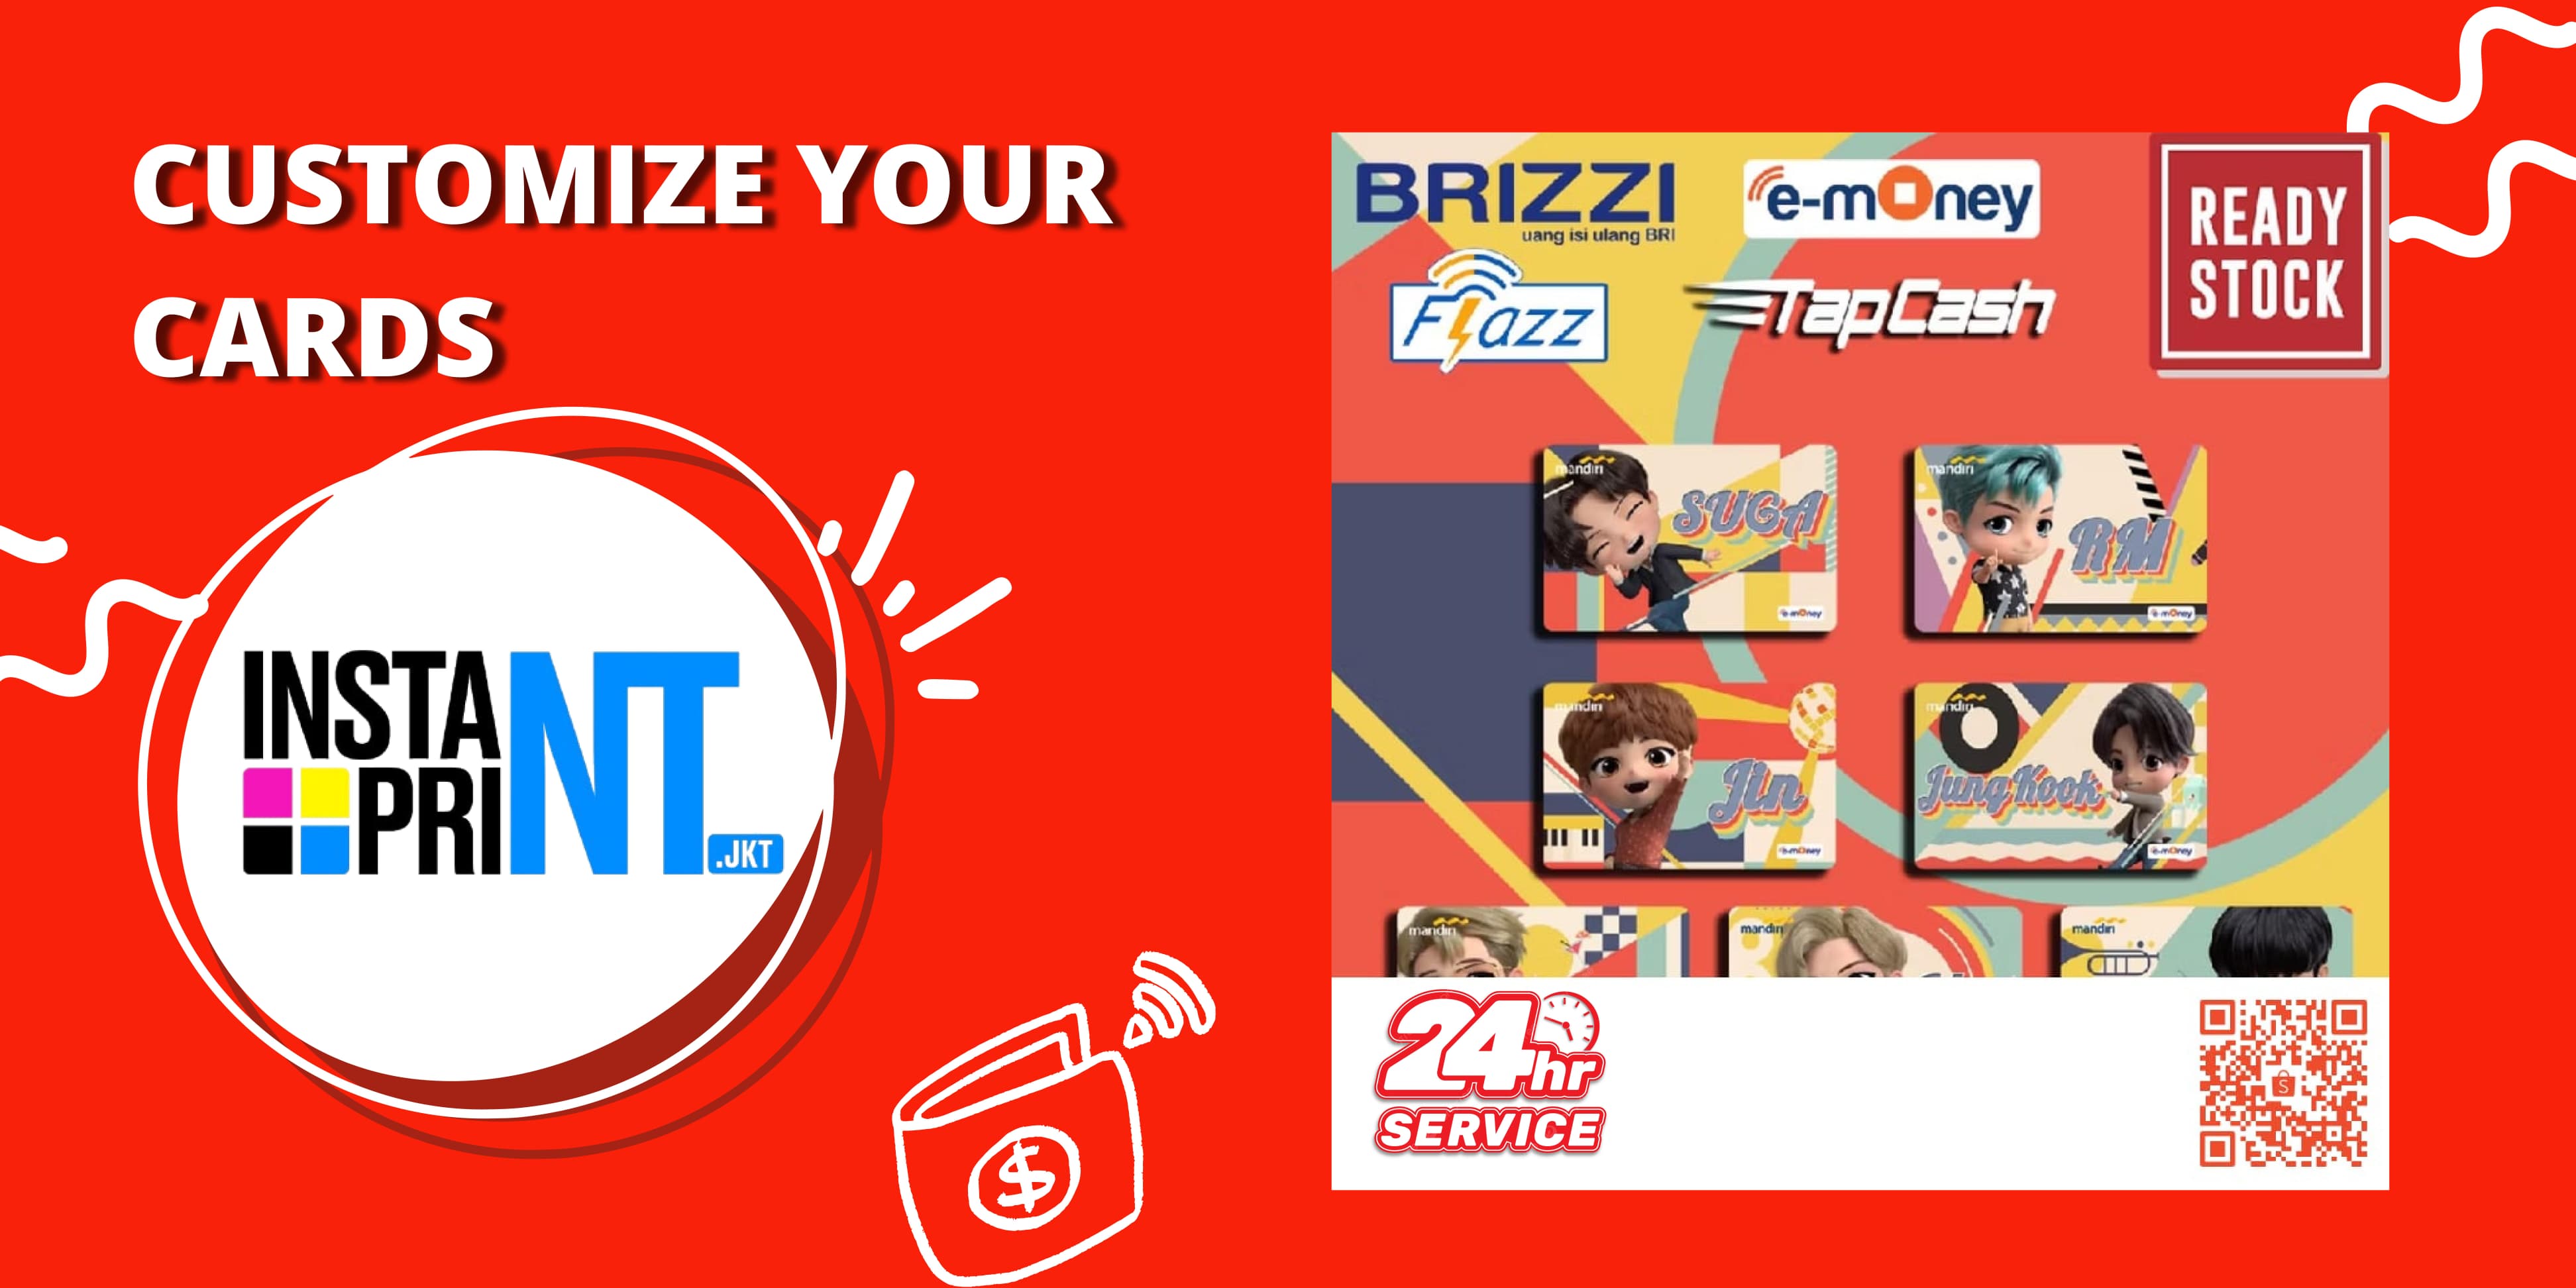 CUSTOMIZE YOUR
CARDS
INSTA
PRINT
.JKT
BRIZZI
uang isi ulang BRI
e-money
Flazz
TapCash
READY
STOCK
mandiri
SUGA
e-money
mandiri
RM
e-money
mandiri
Jin
e-money
mandiri
Jung Kook
e-money
mandiri
mandiri
mandiri
24hr
SERVICE
S
$